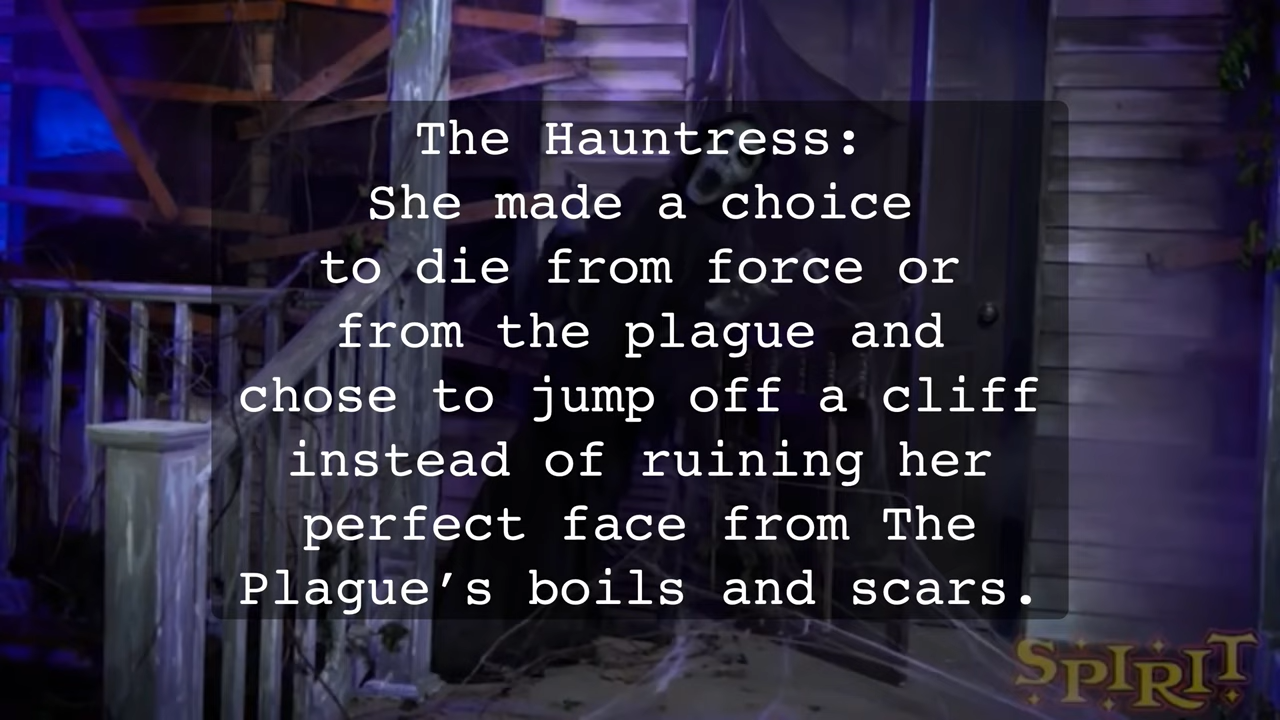 The Hauntress:
She made a choice
to die from force or
from the plague and
chose to jump off a cliff
instead of ruining her
perfect face from The
Plague’s boils and scars.
SPIRIT